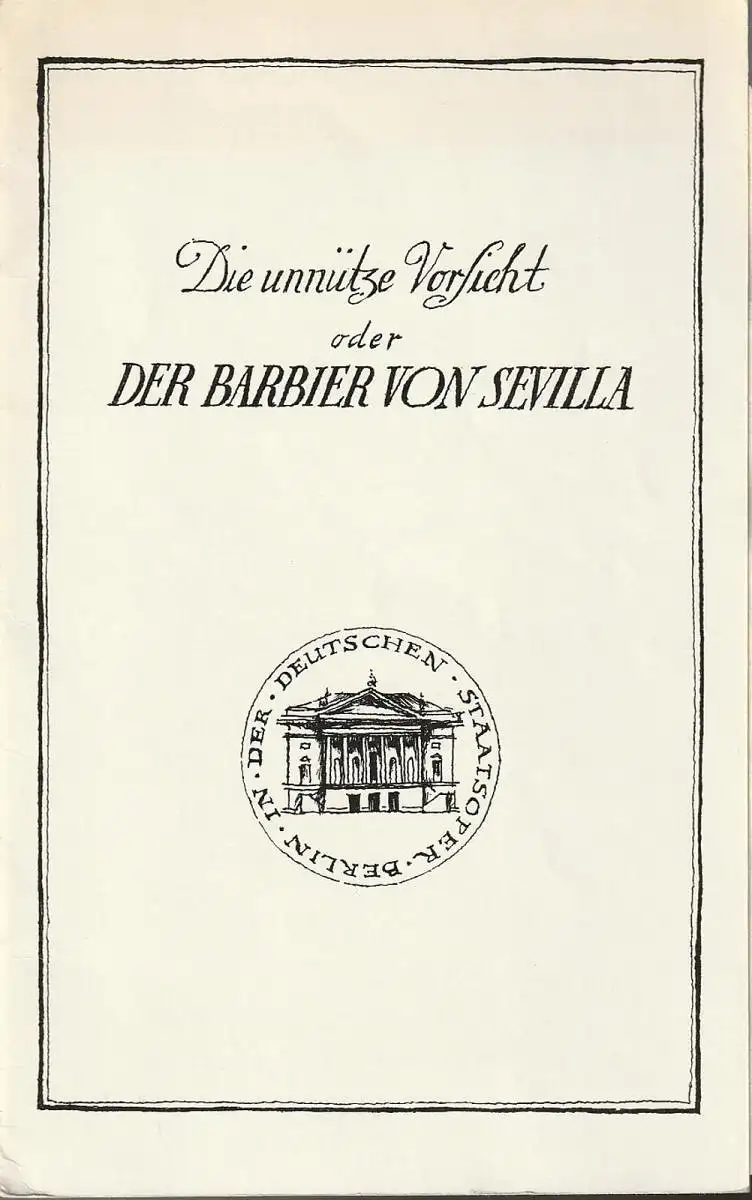 Die unnütze Vorsicht
oder
DER BARBIER VON SEVILLA
IN · DER · DEUTSCHEN · STAATSOPER · BERLIN ·